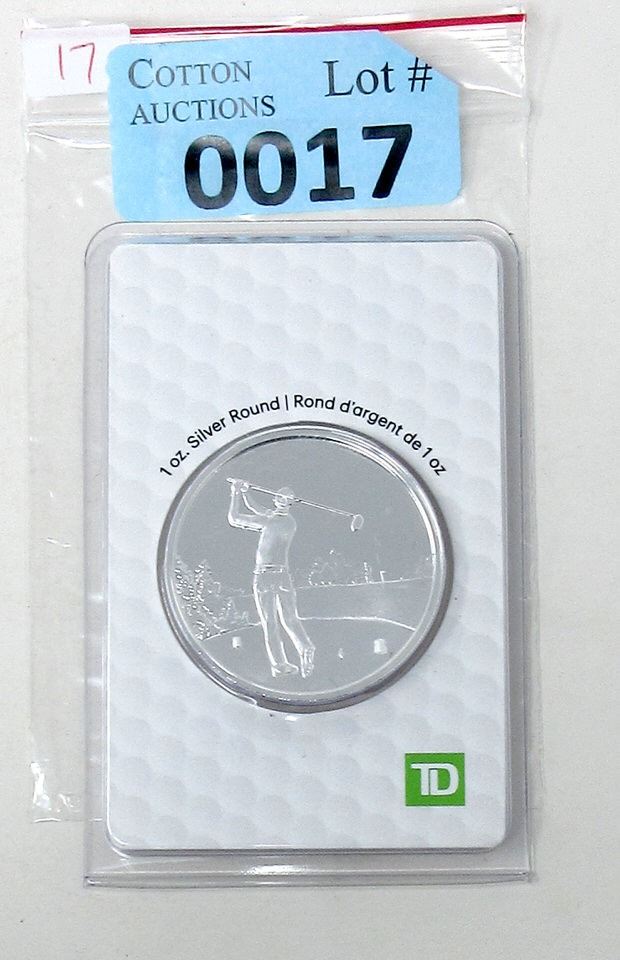 17
COTTON
AUCTIONS
Lot #
0017
1 oz. Silver Round | Rond d'argent de 1 oz
TD